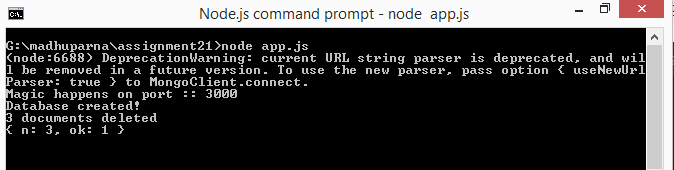 Node.js command prompt - node app.js
G:\madhuparna\assignment21>node app.js
(node:6688) DeprecationWarning: current URL string parser is deprecated, and wil
l be removed in a future version. To use the new parser, pass option { useNewUrl
Parser: true } to MongoClient.connect.
Magic happens on port :: 3000
Database created!
3 documents deleted
{ n: 3, ok: 1 }